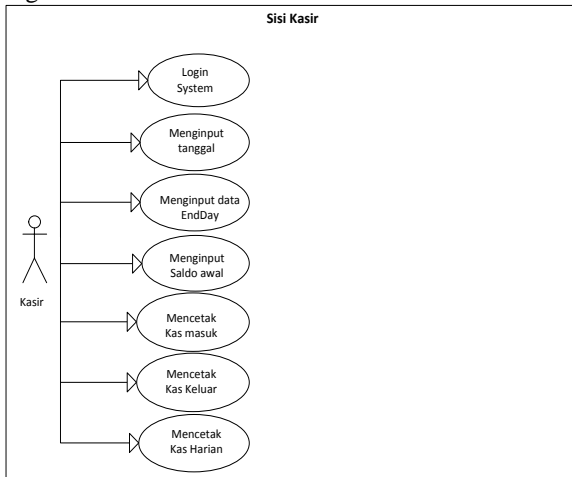 Sisi Kasir
Login
System
Menginput
tanggal
Menginput data
EndDay
Menginput
Saldo awal
Kasir
Mencetak
Kas masuk
Mencetak
Kas Keluar
Mencetak
Kas Harian